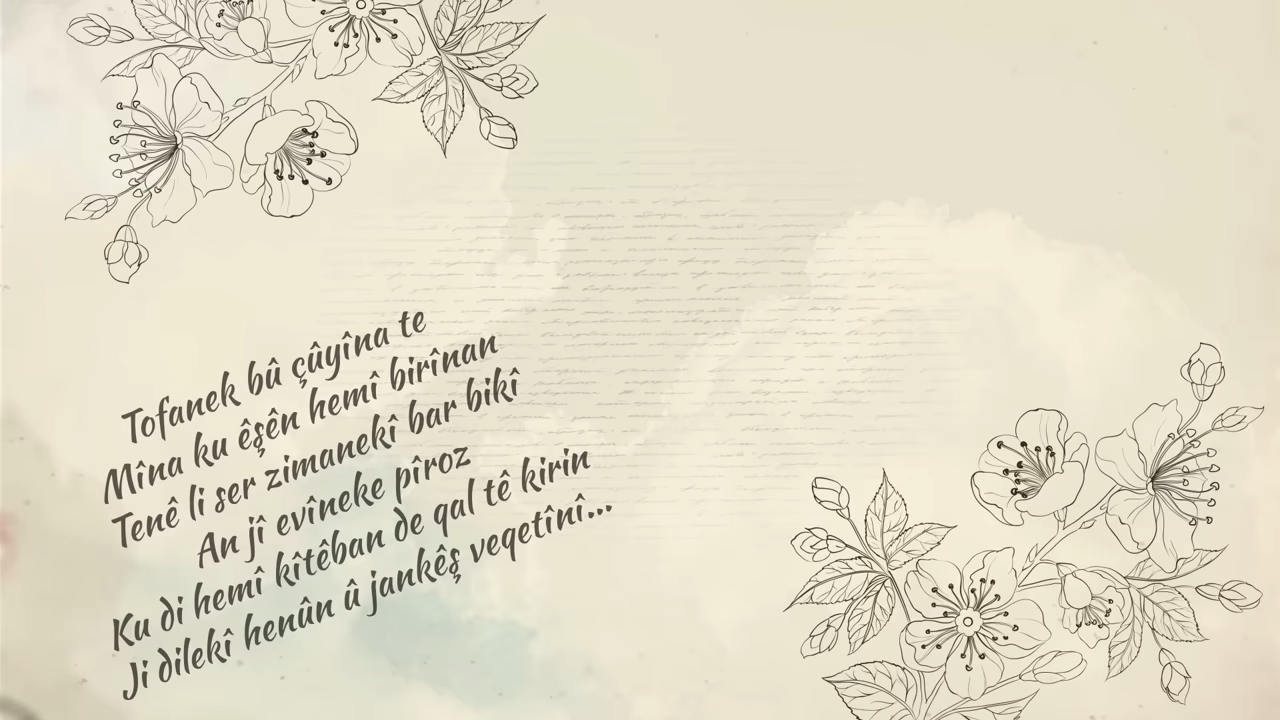 Tofanek bû çûyîna te
Mîna ku êşên hemî birînan
Tenê li ser zimanekî bar bikî
An jî evîneke pîroz
Ku di hemî kîtêban de qal tê kirin
Ji dilekî henûn û jankêş veqetînî...